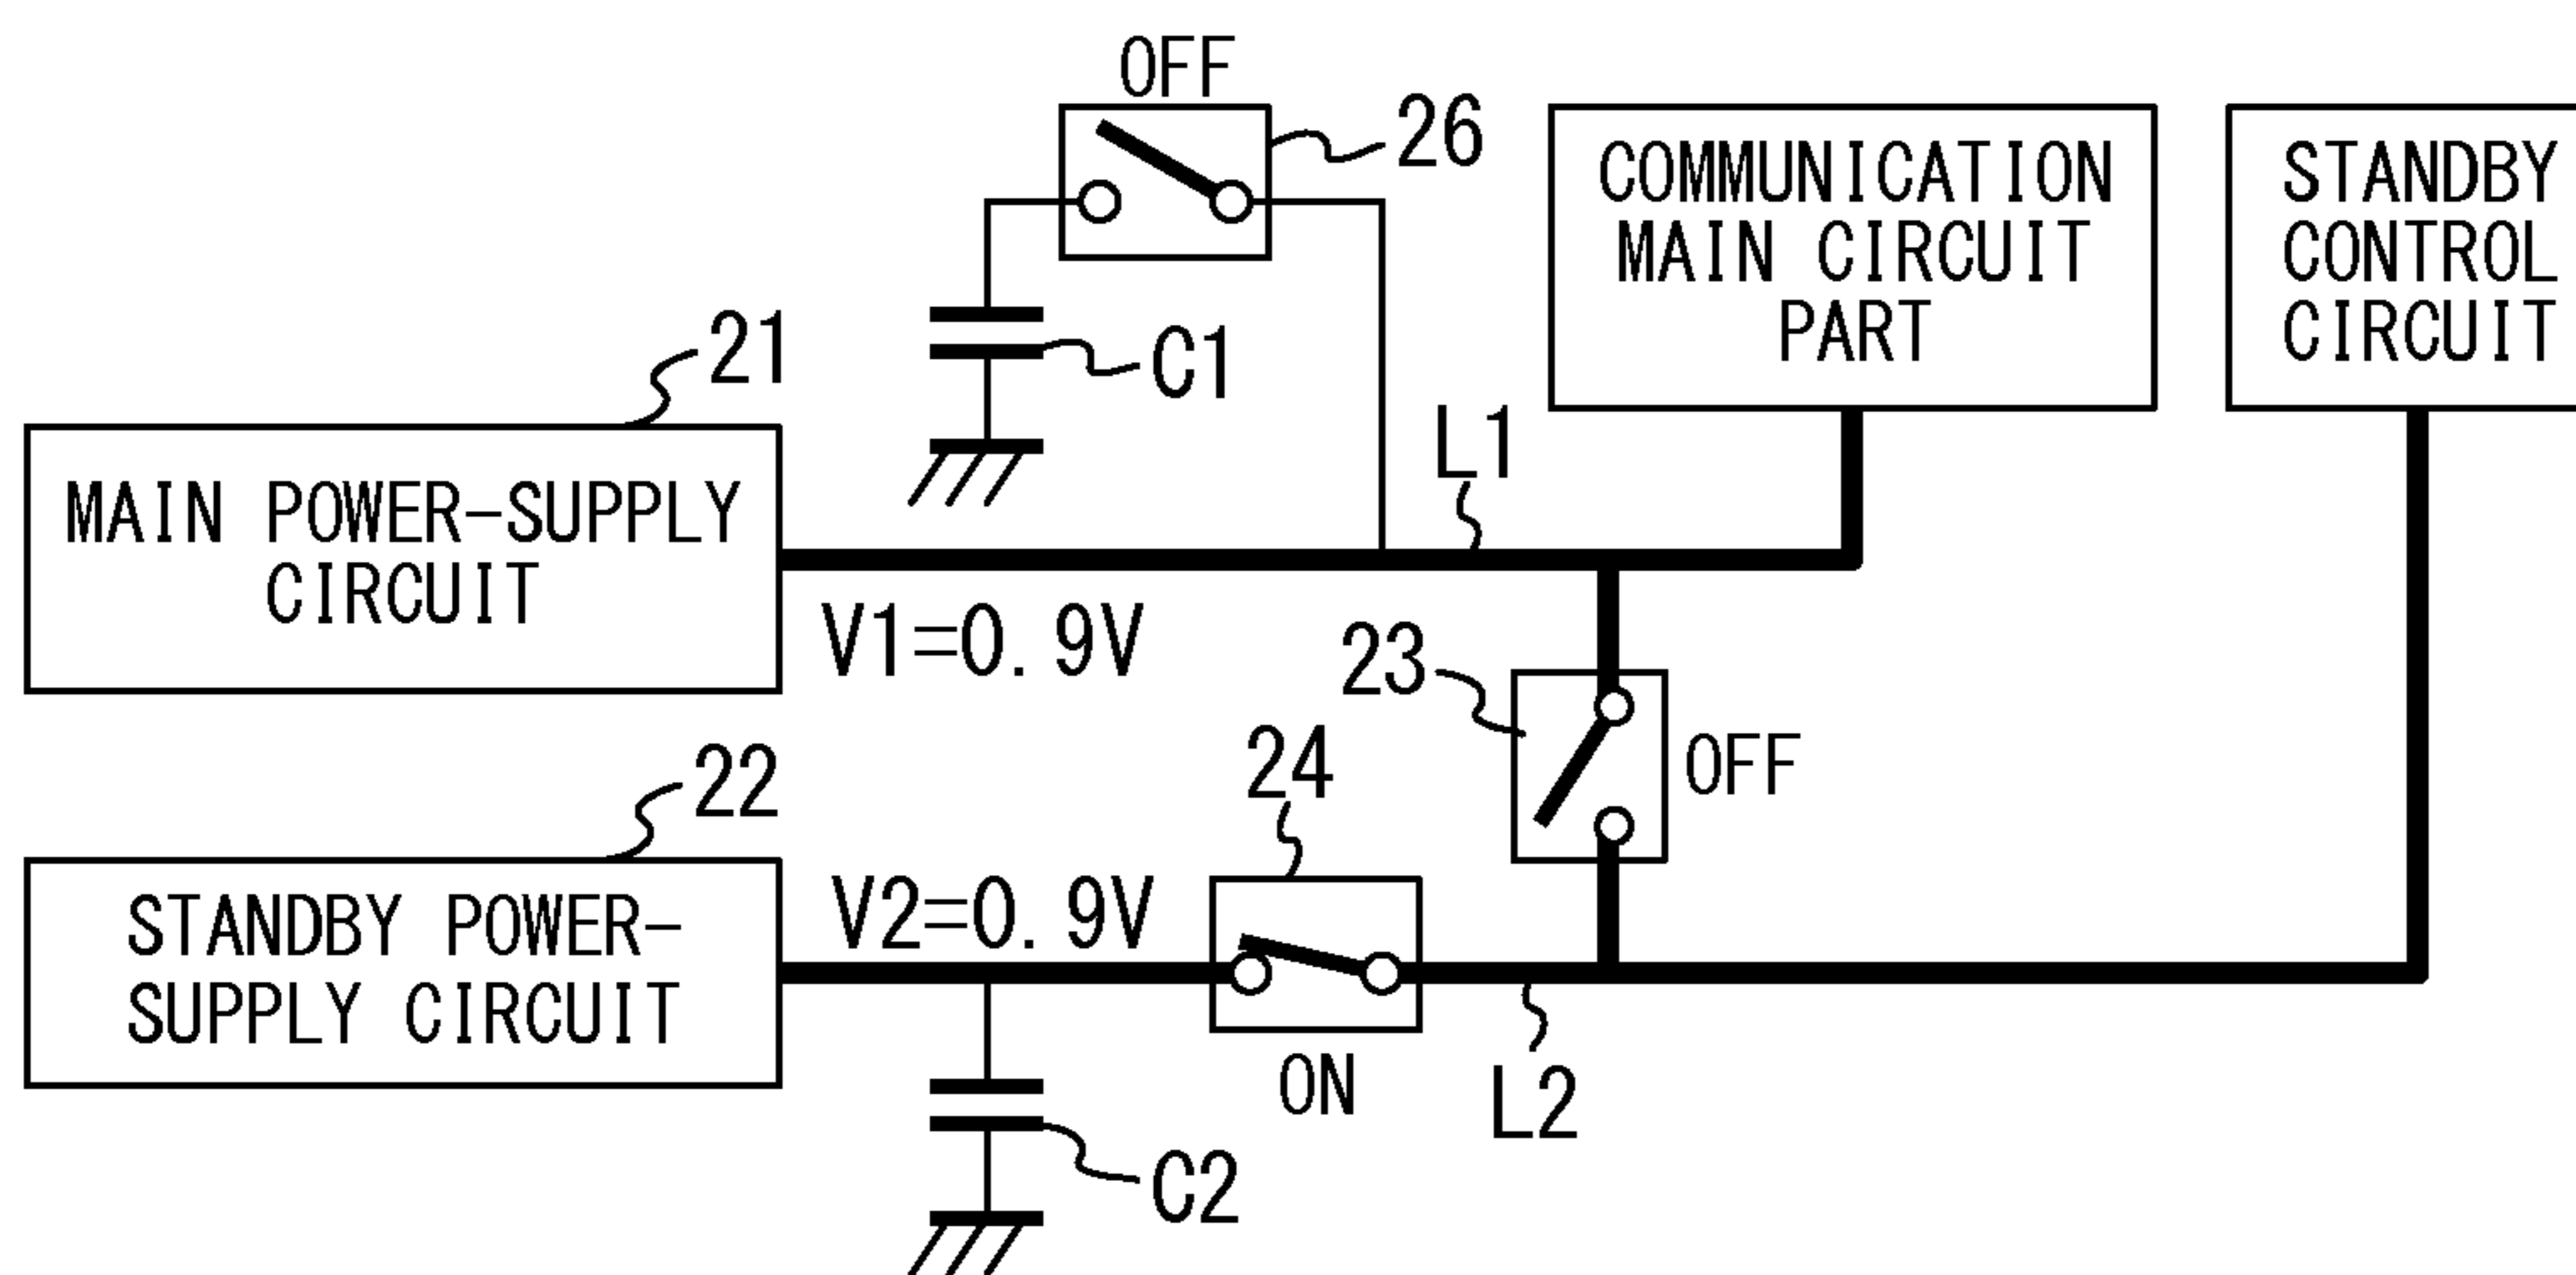 OFF
26
COMMUNICATION
MAIN CIRCUIT
PART
STANDBY
CONTROL
CIRCUIT
C1
21
L1
MAIN POWER-SUPPLY
CIRCUIT
V1=0.9V
23
OFF
22
24
STANDBY POWER-
SUPPLY CIRCUIT
V2=0.9V
ON
L2
C2